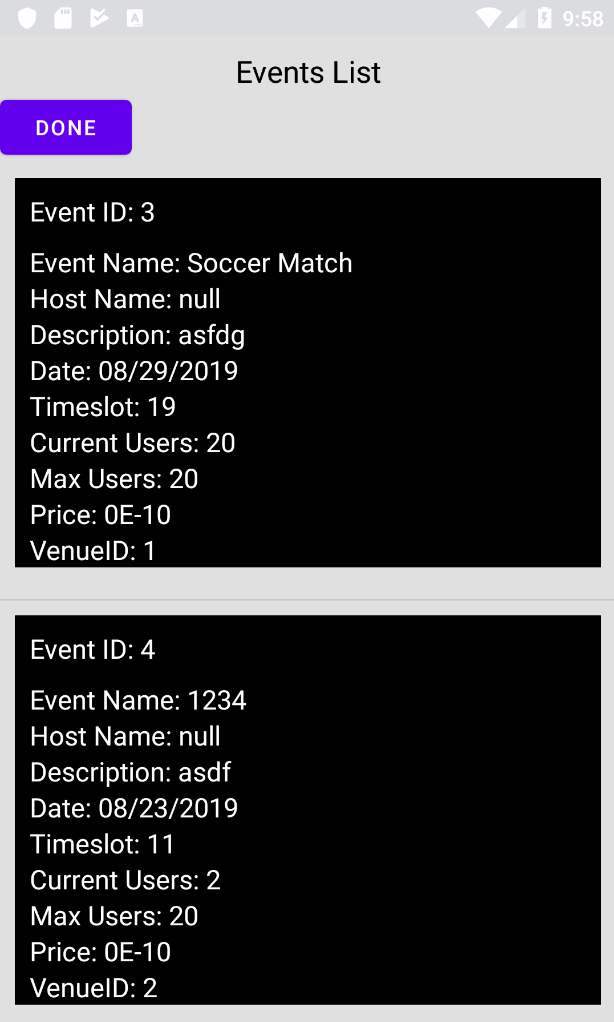 9:58
Events List
DONE
Event ID: 3
Event Name: Soccer Match
Host Name: null
Description: asfdg
Date: 08/29/2019
Timeslot: 19
Current Users: 20
Max Users: 20
Price: 0E-10
VenueID: 1
Event ID: 4
Event Name: 1234
Host Name: null
Description: asdf
Date: 08/23/2019
Timeslot: 11
Current Users: 2
Max Users: 20
Price: 0E-10
VenueID: 2